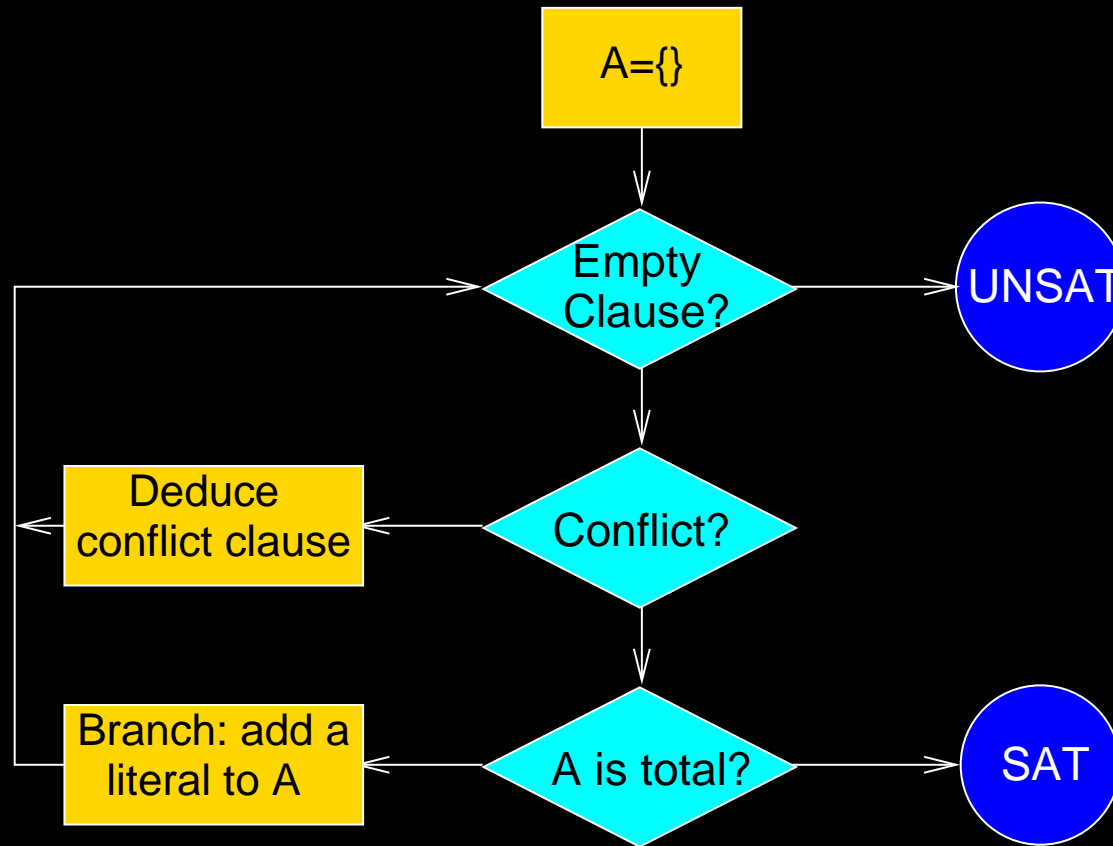 A={}
Empty
Clause?
UNSAT
Deduce
conflict clause
Conflict?
Branch: add a
literal to A
A is total?
SAT